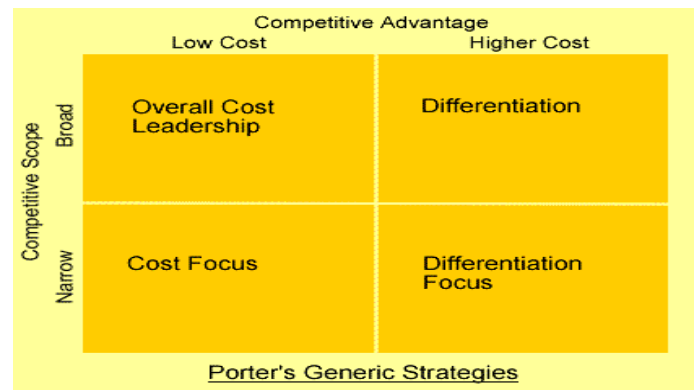 Competitive Advantage
Low Cost Higher Cost
Competitive Scope
Broad
Overall Cost
Leadership
Differentiation
Narrow
Cost Focus
Differentiation
Focus
Porter's Generic Strategies